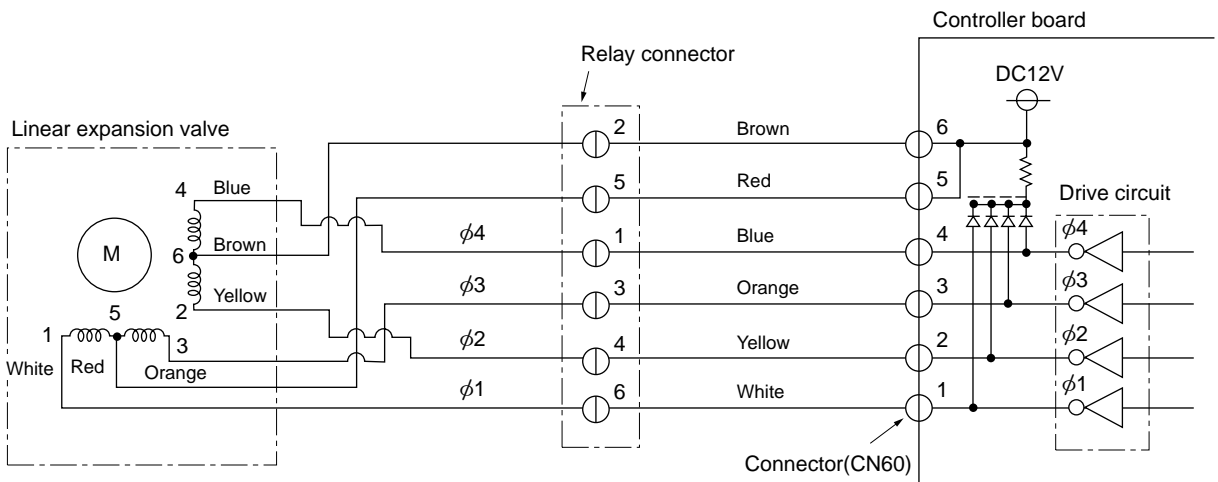 Controller board
Relay connector
DC12V
Linear expansion valve
2 Brown 6
4 Blue
5 Red 5
Drive circuit
M
6 Brown
ϕ4 1 Blue 4 ϕ4
2 Yellow
ϕ3 3 Orange 3 ϕ3
5
1 3
ϕ2 4 Yellow 2 ϕ2
White Red Orange
ϕ1 6 White 1 ϕ1
Connector(CN60)